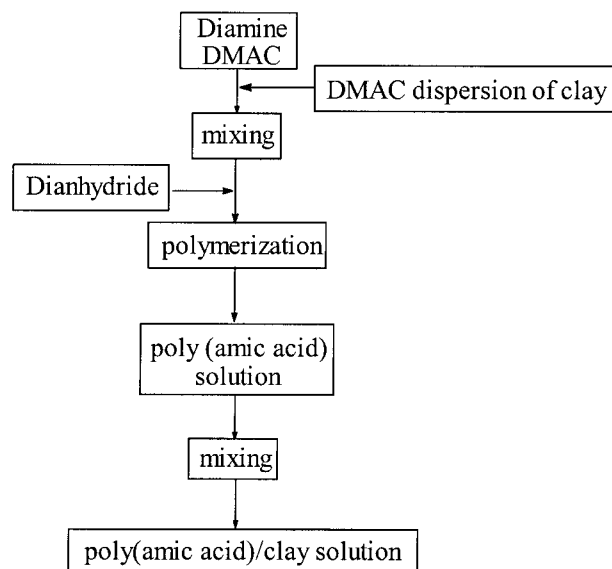 Diamine
DMAC
DMAC dispersion of clay
mixing
Dianhydride
polymerization
poly (amic acid)
solution
mixing
poly(amic acid)/clay solution